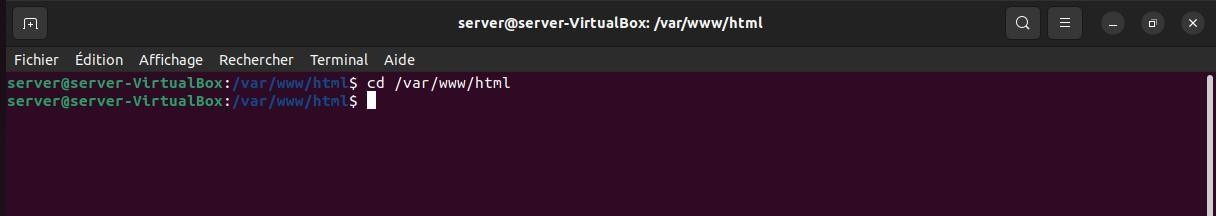 server@server-VirtualBox: /var/www/html
Fichier Édition Affichage Rechercher Terminal Aide
server@server-VirtualBox:/var/www/html$ cd /var/www/html
server@server-VirtualBox:/var/www/html$